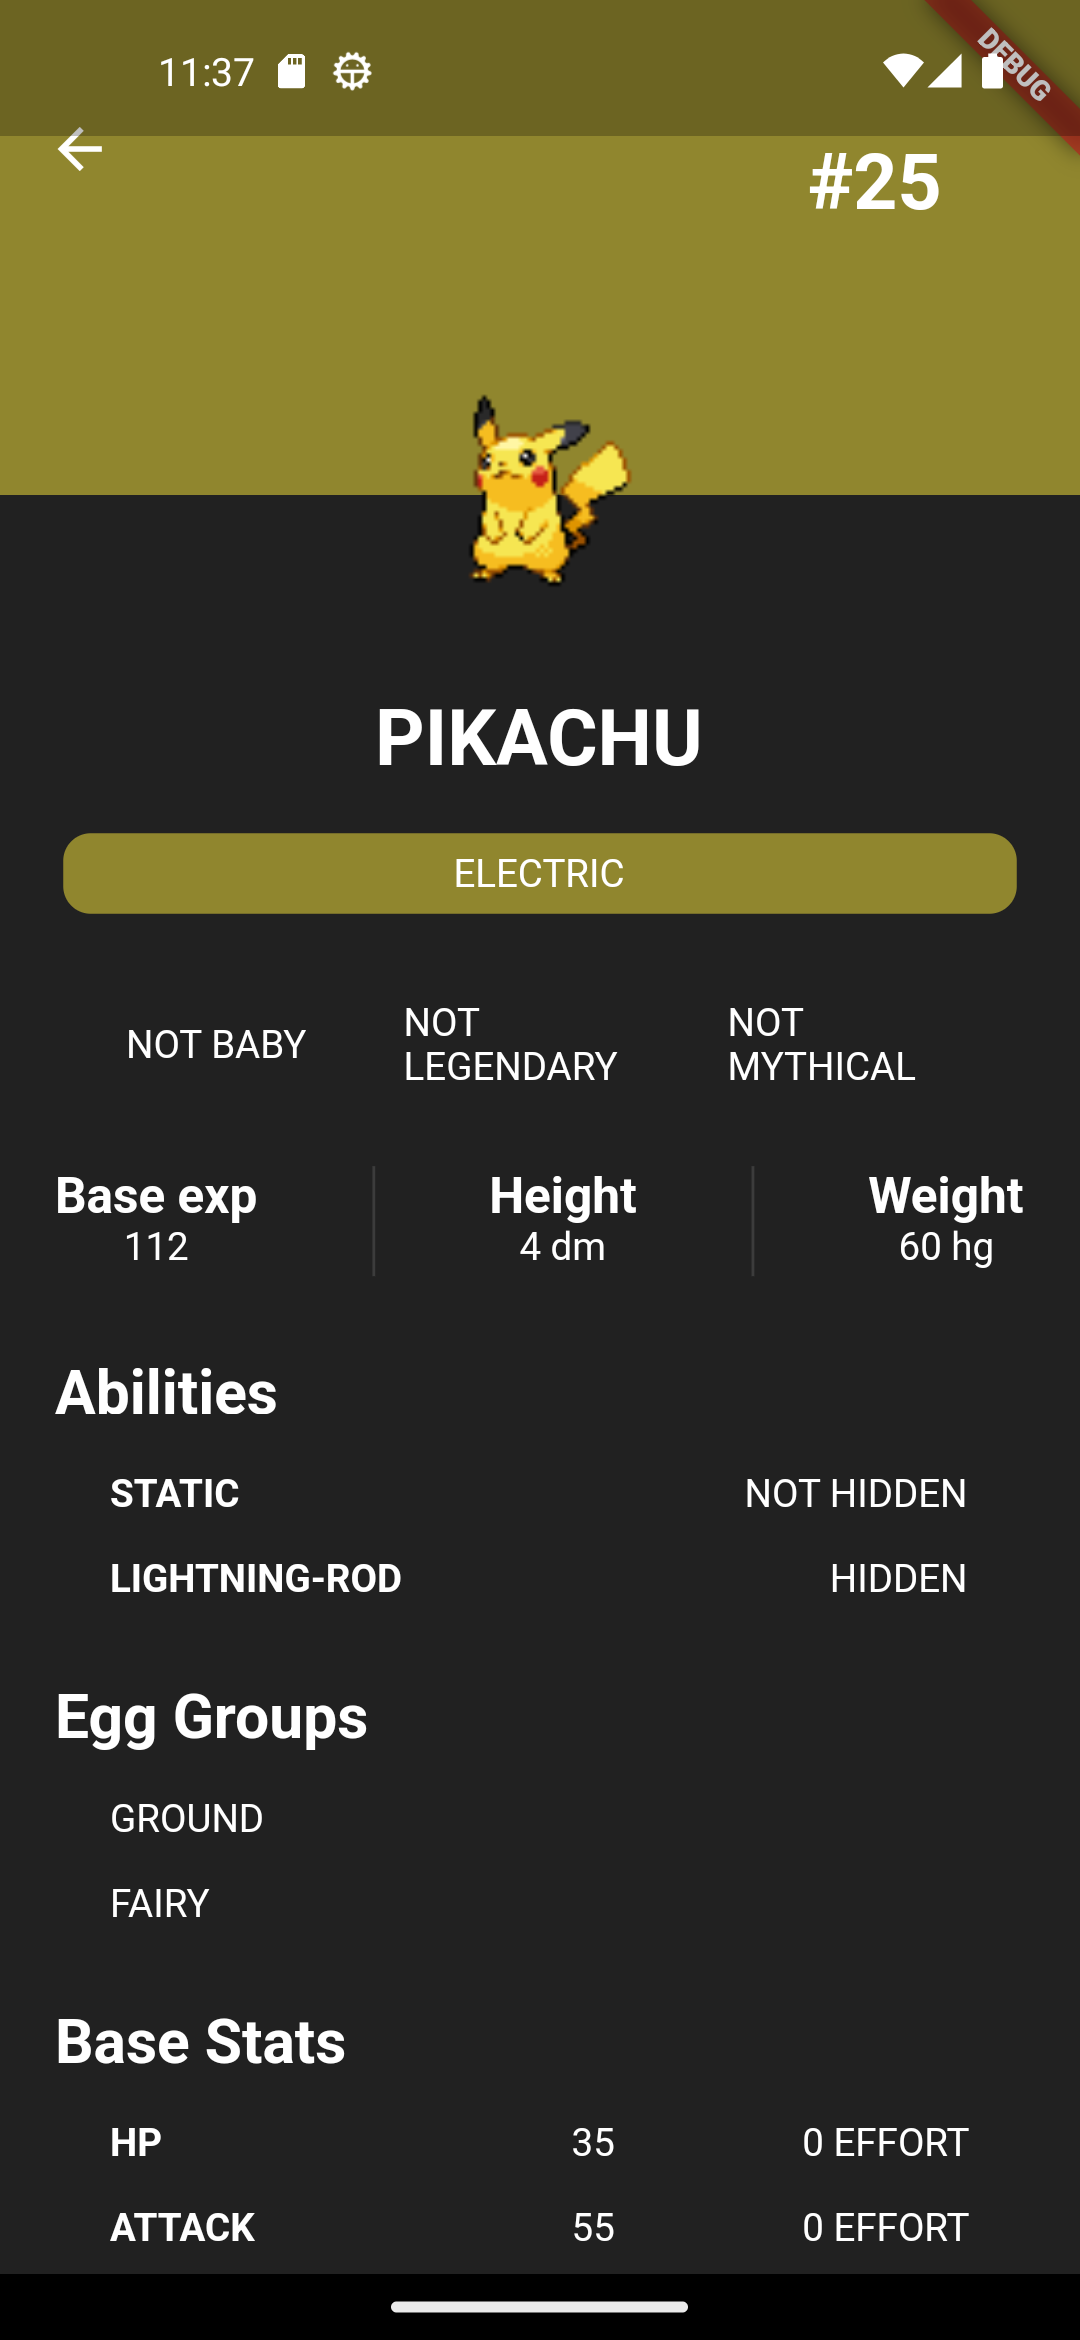 11:37
DEBUG
#25
PIKACHU
ELECTRIC
NOT BABY
NOT
LEGENDARY
NOT
MYTHICAL
Base exp
112
Height
4 dm
Weight
60 hg
Abilities
STATIC NOT HIDDEN
LIGHTNING-ROD HIDDEN
Egg Groups
GROUND
FAIRY
Base Stats
HP 35 0 EFFORT
ATTACK 55 0 EFFORT